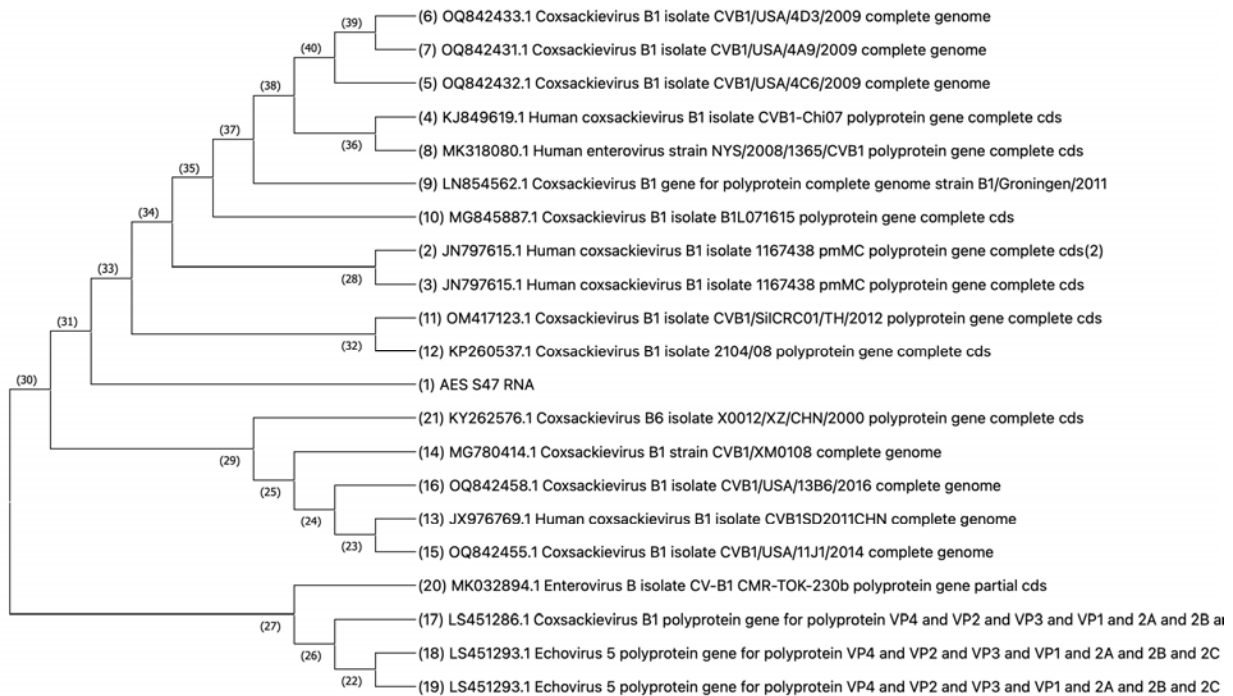 (39)
(6) OQ842433.1 Coxsackievirus B1 isolate CVB1/USA/4D3/2009 complete genome
(40)
(7) OQ842431.1 Coxsackievirus B1 isolate CVB1/USA/4A9/2009 complete genome
(38)
(5) OQ842432.1 Coxsackievirus B1 isolate CVB1/USA/4C6/2009 complete genome
(37)
(4) KJ849619.1 Human coxsackievirus B1 isolate CVB1-Chi07 polyprotein gene complete cds
(36)
(8) MK318080.1 Human enterovirus strain NYS/2008/1365/CVB1 polyprotein gene complete cds
(35)
(9) LN854562.1 Coxsackievirus B1 gene for polyprotein complete genome strain B1/Groningen/2011
(34)
(10) MG845887.1 Coxsackievirus B1 isolate B1L071615 polyprotein gene complete cds
(33)
(2) JN797615.1 Human coxsackievirus B1 isolate 1167438 pmMC polyprotein gene complete cds(2)
(28)
(3) JN797615.1 Human coxsackievirus B1 isolate 1167438 pmMC polyprotein gene complete cds
(31)
(11) OM417123.1 Coxsackievirus B1 isolate CVB1/SiICRC01/TH/2012 polyprotein gene complete cds
(32)
(12) KP260537.1 Coxsackievirus B1 isolate 2104/08 polyprotein gene complete cds
(30)
(1) AES S47 RNA
(21) KY262576.1 Coxsackievirus B6 isolate X0012/XZ/CHN/2000 polyprotein gene complete cds
(29)
(14) MG780414.1 Coxsackievirus B1 strain CVB1/XM0108 complete genome
(25)
(16) OQ842458.1 Coxsackievirus B1 isolate CVB1/USA/13B6/2016 complete genome
(24)
(13) JX976769.1 Human coxsackievirus B1 isolate CVB1SD2011CHN complete genome
(23)
(15) OQ842455.1 Coxsackievirus B1 isolate CVB1/USA/11J1/2014 complete genome
(20) MK032894.1 Enterovirus B isolate CV-B1 CMR-TOK-230b polyprotein gene partial cds
(27)
(17) LS451286.1 Coxsackievirus B1 polyprotein gene for polyprotein VP4 and VP2 and VP3 and VP1 and 2A and 2B
(26)
(18) LS451293.1 Echovirus 5 polyprotein gene for polyprotein VP4 and VP2 and VP3 and VP1 and 2A and 2B and 2C
(22)
(19) LS451293.1 Echovirus 5 polyprotein gene for polyprotein VP4 and VP2 and VP3 and VP1 and 2A and 2B and 2C